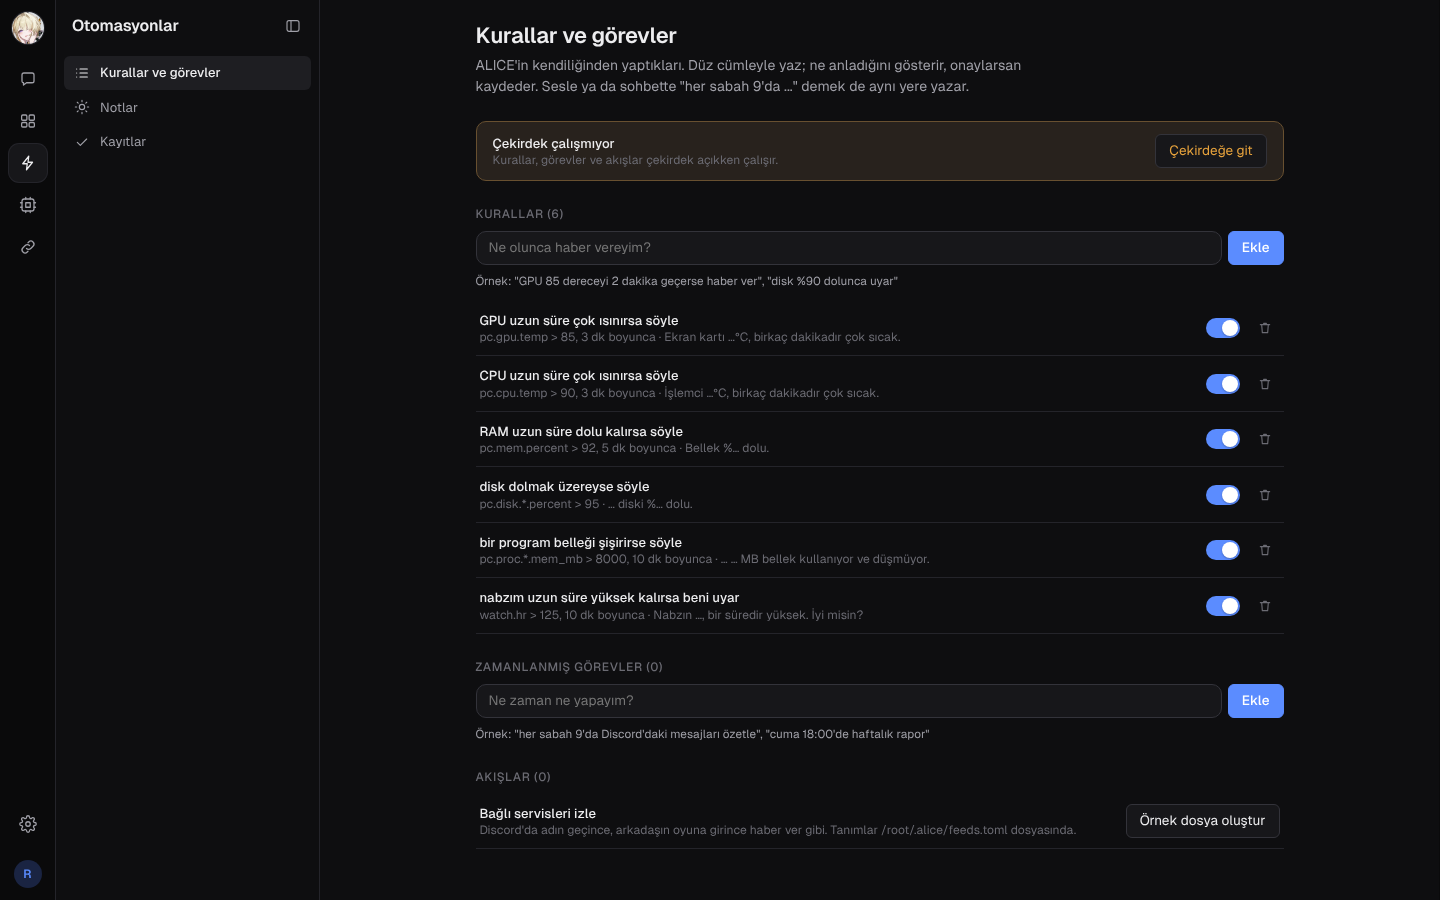 Otomasyonlar
Kurallar ve görevler
Notlar
Kayıtlar
R
Kurallar ve görevler
ALICE'in kendiliğinden yaptıkları. Düz cümleyle yaz; ne anladığını gösterir, onaylarsan
kaydeder. Sesle ya da sohbette "her sabah 9'da ..." demek de aynı yere yazar.
Çekirdek çalışmıyor
Kurallar, görevler ve akışlar çekirdek açıkken çalışır.
Çekirdeğe git
KURALLAR (6)
Ne olunca haber vereyim?
Ekle
Örnek: "GPU 85 dereceyi 2 dakika geçerse haber ver", "disk %90 dolunca uyar"
GPU uzun süre çok ısınırsa söyle
pc.gpu.temp > 85, 3 dk boyunca · Ekran kartı ...°C, birkaç dakikadır çok sıcak.
CPU uzun süre çok ısınırsa söyle
pc.cpu.temp > 90, 3 dk boyunca · İşlemci ...°C, birkaç dakikadır çok sıcak.
RAM uzun süre dolu kalırsa söyle
pc.mem.percent > 92, 5 dk boyunca · Bellek %... dolu.
disk dolmak üzereyse söyle
pc.disk.*.percent > 95 · ... diski %... dolu.
bir program belleği şişirirse söyle
pc.proc.*.mem_mb > 8000, 10 dk boyunca · ... ... MB bellek kullanıyor ve düşmüyor.
nabzım uzun süre yüksek kalırsa beni uyar
watch.hr > 125, 10 dk boyunca · Nabzın ..., bir süredir yüksek. İyi misin?
ZAMANLANMIŞ GÖREVLER (0)
Ne zaman ne yapayım?
Ekle
Örnek: "her sabah 9'da Discord'daki mesajları özetle", "cuma 18:00'de haftalık rapor"
AKIŞLAR (0)
Bağlı servisleri izle
Discord'da adın geçince, arkadaşın oyuna girince haber ver gibi. Tanımlar /root/.alice/feeds.toml dosyasında.
Örnek dosya oluştur